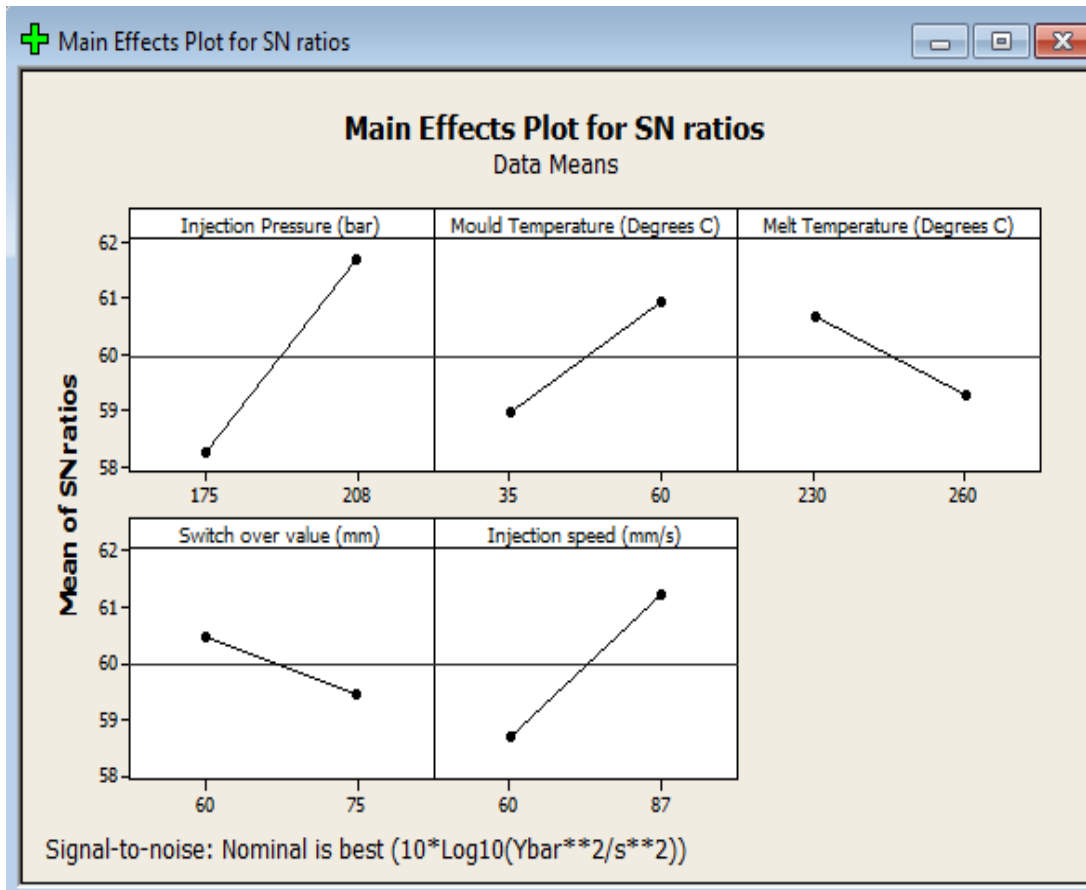 Main Effects Plot for SN ratios
Main Effects Plot for SN ratios
Data Means
Mean of SN ratios
Injection Pressure (bar) Mould Temperature (Degrees C) Melt Temperature (Degrees C)
62
61
60
59
58
175 208 35 60 230 260
Switch over value (mm) Injection speed (mm/s)
62
61
60
59
58
60 75 60 87
Signal-to-noise: Nominal is best (10*Log10(Ybar**2/s**2))